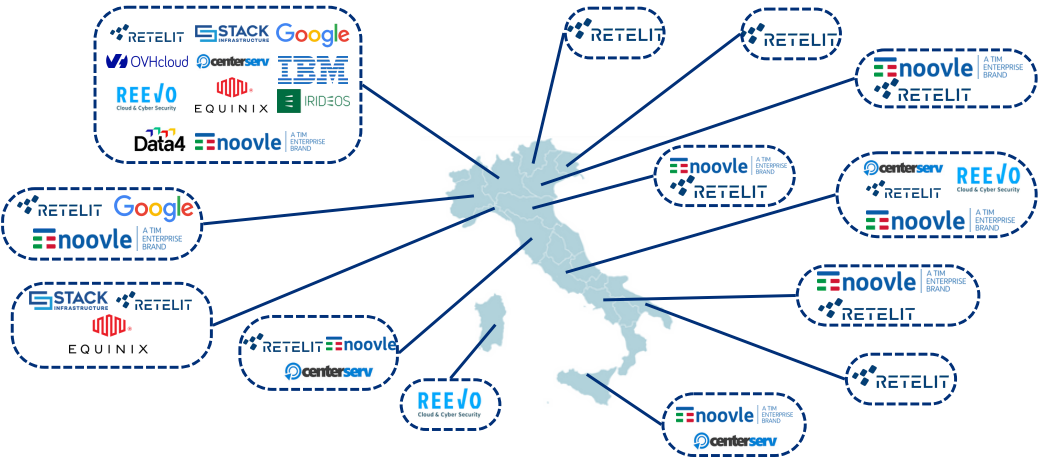 RETELIT
STACK
INFRASTRUCTURE
Google
OVHcloud
centerserv
IBM
REEVO
Cloud & Cyber Security
EQUINIX
IRIDEOS
Data4
noovle
A TIM
ENTERPRISE
BRAND
RETELIT
RETELIT
noovle
A TIM
ENTERPRISE
BRAND
RETELIT
noovle
A TIM
ENTERPRISE
BRAND
RETELIT
centerserv
REEVO
Cloud & Cyber Security
RETELIT
noovle
A TIM
ENTERPRISE
BRAND
RETELIT
Google
noovle
A TIM
ENTERPRISE
BRAND
STACK
INFRASTRUCTURE
RETELIT
EQUINIX
RETELIT
noovle
centerserv
REEVO
Cloud & Cyber Security
noovle
A TIM
ENTERPRISE
BRAND
RETELIT
RETELIT
noovle
A TIM
ENTERPRISE
BRAND
centerserv